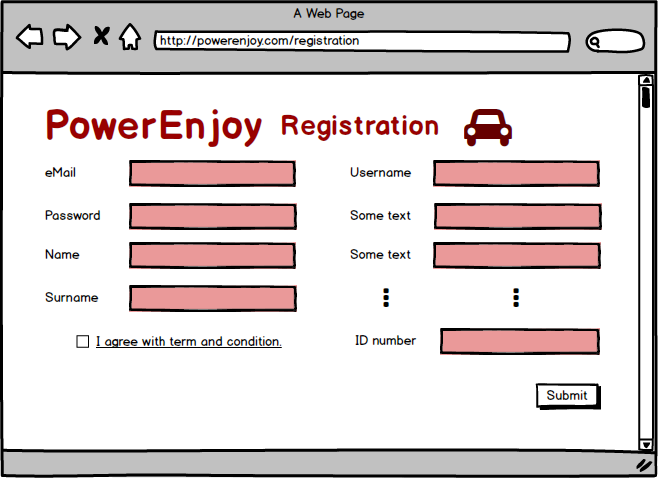 A Web Page
http://powerenjoy.com/registration
PowerEnjoy Registration
eMail
Username
Password
Some text
Name
Some text
Surname
I agree with term and condition.
ID number
Submit